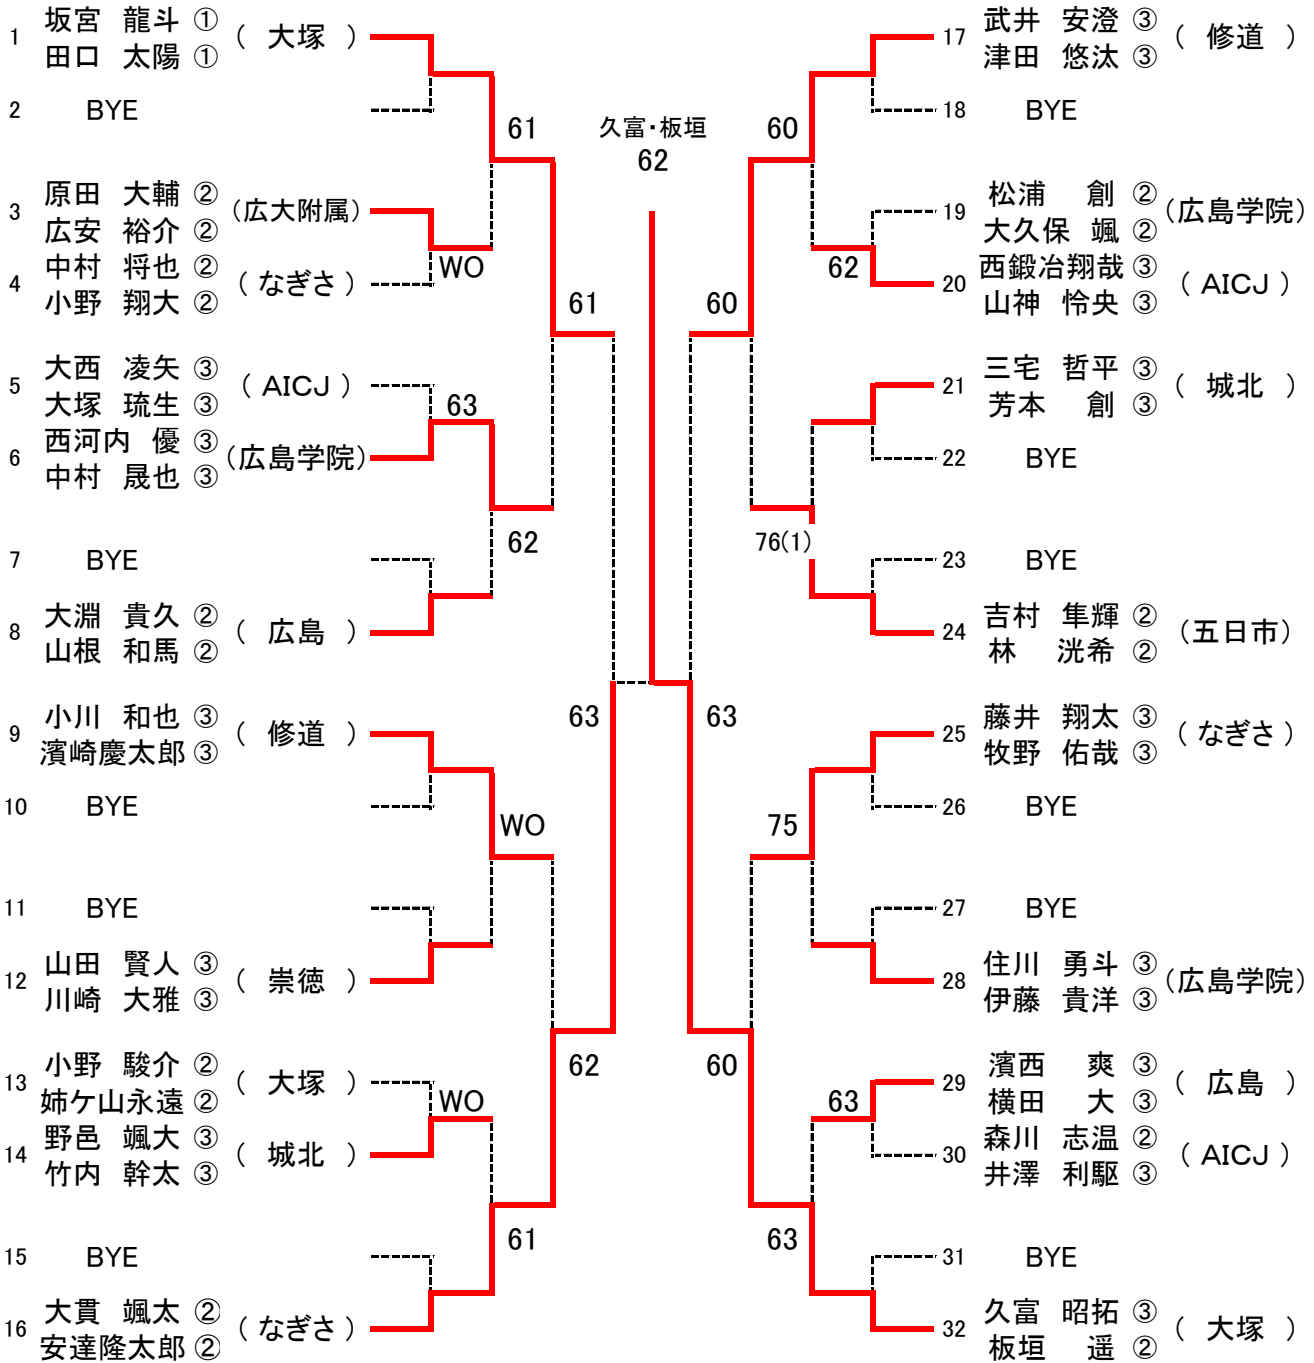 1 坂宮 龍斗 ① ( 大塚 )
田口 太陽 ①
2 BYE
61
3 原田 大輔 ② (広大附属)
広安 裕介 ②
WO
4 中村 将也 ② ( なぎさ )
小野 翔大 ②
61
5 大西 凌矢 ③ ( AICJ )
大塚 琉生 ③
63
6 西河内 優 ③ (広島学院)
中村 晟也 ③
62
7 BYE
8 大淵 貴久 ② ( 広島 )
山根 和馬 ②
63
9 小川 和也 ③ ( 修道 )
濱崎慶太郎 ③
10 BYE
WO
11 BYE
12 山田 賢人 ③ ( 崇徳 )
川崎 大雅 ③
62
13 小野 駿介 ② ( 大塚 )
姉ケ山永遠 ②
WO
14 野邑 颯大 ③ ( 城北 )
竹内 幹太 ③
61
15 BYE
16 大貫 颯太 ② ( なぎさ )
安達隆太郎 ②
久富・板垣
62
17 武井 安澄 ③ ( 修道 )
津田 悠汰 ③
18 BYE
60
19 松浦 創 ② (広島学院)
大久保 颯 ②
62
20 西鍛冶翔哉 ③ ( AICJ )
山神 怜央 ③
60
21 三宅 哲平 ③ ( 城北 )
芳本 創 ③
22 BYE
76(1)
23 BYE
24 吉村 隼輝 ② (五日市)
林 洸希 ②
63
25 藤井 翔太 ③ ( なぎさ )
牧野 佑哉 ③
26 BYE
75
27 BYE
28 住川 勇斗 ③ (広島学院)
伊藤 貴洋 ③
60
29 濱西 爽 ③ ( 広島 )
横田 大 ③
63
30 森川 志温 ② ( AICJ )
井澤 利駆 ③
63
31 BYE
32 久富 昭拓 ③ ( 大塚 )
板垣 遥 ②